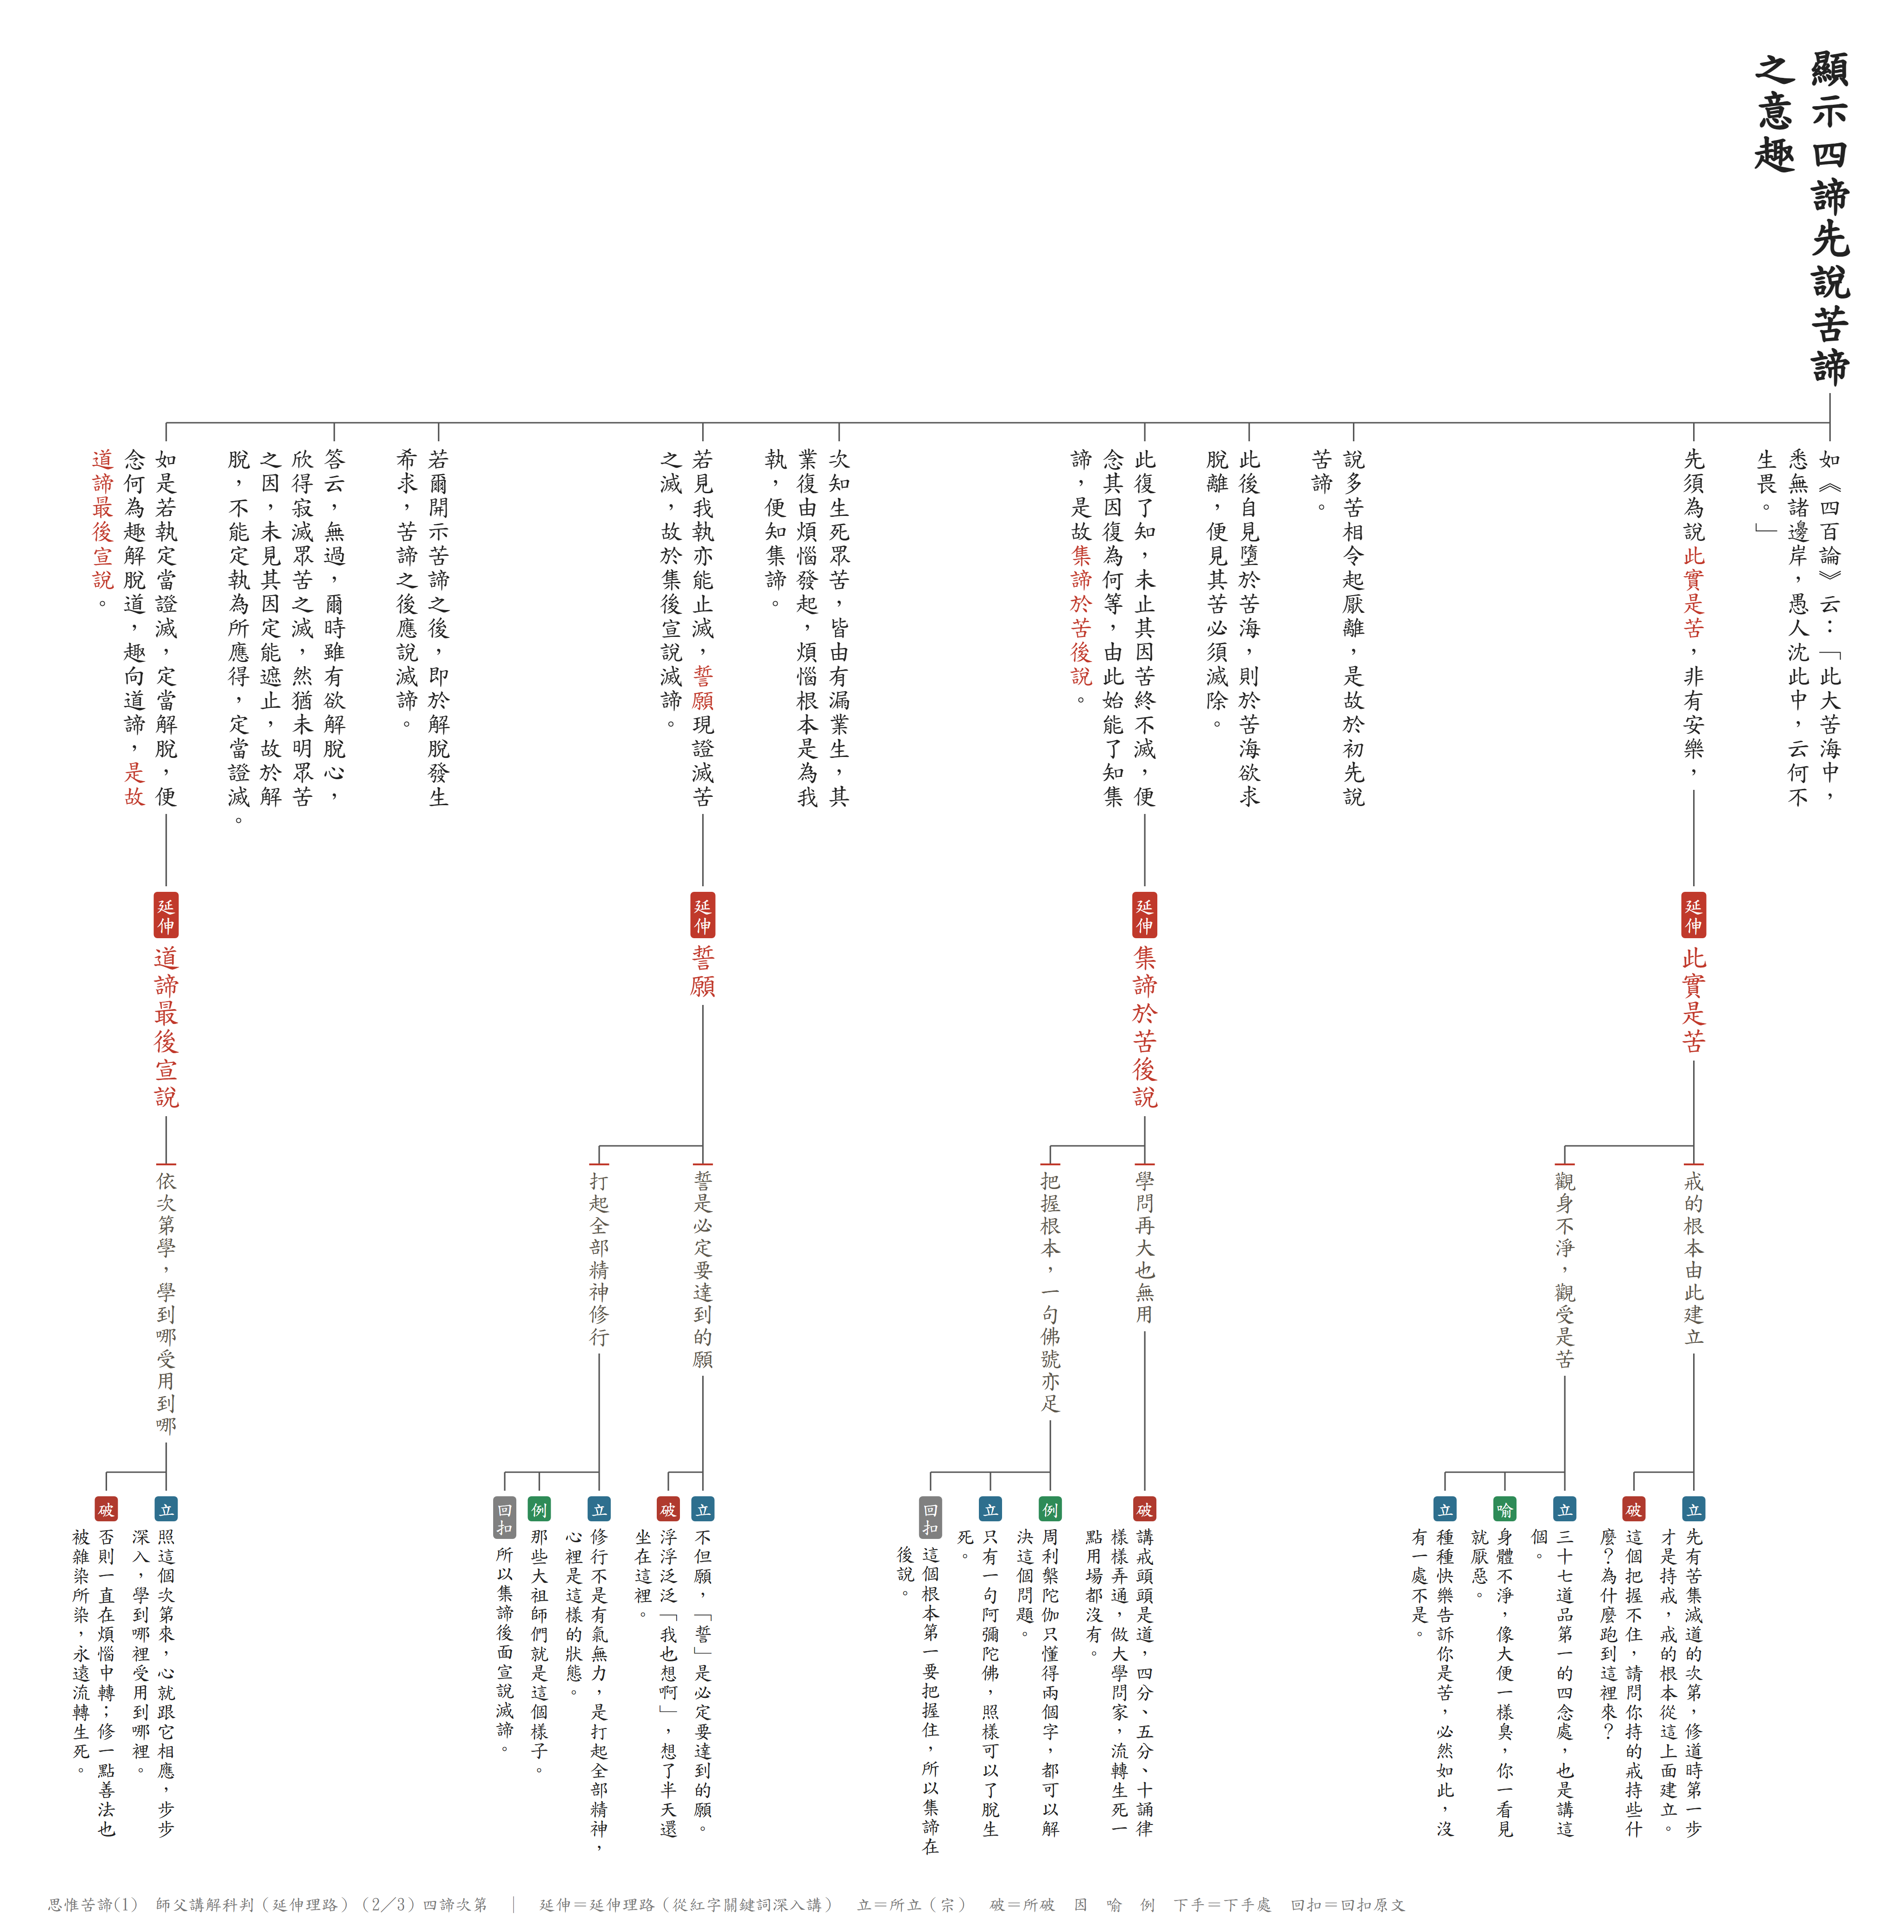 顯示四諦先說苦諦
之意趣
如《四百論》云：「此大苦海中，
悉無諸邊岸，愚人沈此中，云何不
生畏。」
先須為說此實是苦，非有安樂，
說多苦相令起厭離，是故於初先說
苦諦。
此後自見墮於苦海，則於苦海欲求
脫離，便見其苦必須滅除。
此復了知，未止其因苦終不滅，便
念其因復為何等，由此始能了知集
諦，是故集諦於苦後說。
次知生死眾苦，皆由有漏業生，其
業復由煩惱發起，煩惱根本是為我
執，便知集諦。
若見我執亦能止滅，誓願現證滅苦
之滅，故於集後宣說滅諦。
若爾開示苦諦之後，即於解脫發生
希求，苦諦之後應說滅諦。
答云，無過，爾時雖有欲解脫心，
欣得寂滅眾苦之滅，然猶未明眾苦
之因，未見其因定能遮止，故於解
脫，不能定執為所應得，定當證滅。
如是若執定當證滅，定當解脫，便
念何為趣解脫道，趣向道諦，是故
道諦最後宣說。
延伸
此實是苦
延伸
集諦於苦後說
延伸
誓願
延伸
道諦最後宣說
戒的根本由此建立
觀身不淨，觀受是苦
學問再大也無用
把握根本，一句佛號亦足
誓是必定要達到的願
打起全部精神修行
依次第學，學到哪受用到哪
立
先有苦集滅道的次第，修道時第一步
才是持戒，戒的根本從這上面建立。
破
這個把握不住，請問你持的戒持些什
麼？為什麼跑到這裡來？
立
三十七道品第一的四念處，也是講這
個。
喻
身體不淨，像大便一樣臭，你一看見
就厭惡。
立
種種快樂告訴你是苦，必然如此，沒
有一處不是。
破
講戒頭頭是道，四分、五分、十誦律
樣樣弄通，做大學問家，流轉生死一
點用場都沒有。
例
周利槃陀伽只懂得兩個字，都可以解
決這個問題。
立
只有一句阿彌陀佛，照樣可以了脫生
死。
回扣
這個根本第一要把握住，所以集諦在
後說。
立
不但願，「誓」是必定要達到的願。
破
浮浮泛泛「我也想啊」，想了半天還
坐在這裡。
立
修行不是有氣無力，是打起全部精神，
心裡是這樣的狀態。
例
那些大祖師們就是這個樣子。
回扣
所以集諦後面宣說滅諦。
立
照這個次第來，心就跟它相應，步步
深入，學到哪裡受用到哪裡。
破
否則一直在煩惱中轉；修一點善法也
被雜染所染，永遠流轉生死。
思惟苦諦(1)　師父講解科判（延伸理路）（2/3）四諦次第　｜　延伸＝延伸理路（從紅字關鍵詞深入講）　立＝所立（宗）　破＝所破　因　喻　例　下手＝下手處　回扣＝回扣原文